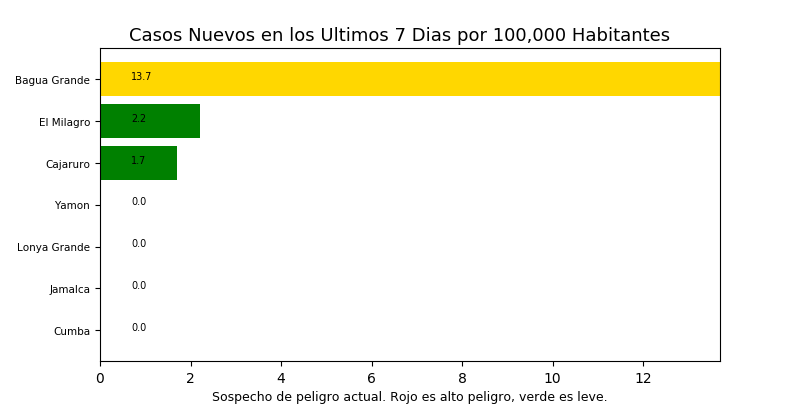 Casos Nuevos en los Ultimos 7 Dias por 100,000 Habitantes
Bagua Grande 13.7
El Milagro 2.2
Cajaruro 1.7
Yamon 0.0
Lonya Grande 0.0
Jamalca 0.0
Cumba 0.0
0 2 4 6 8 10 12
Sospecho de peligro actual. Rojo es alto peligro, verde es leve.